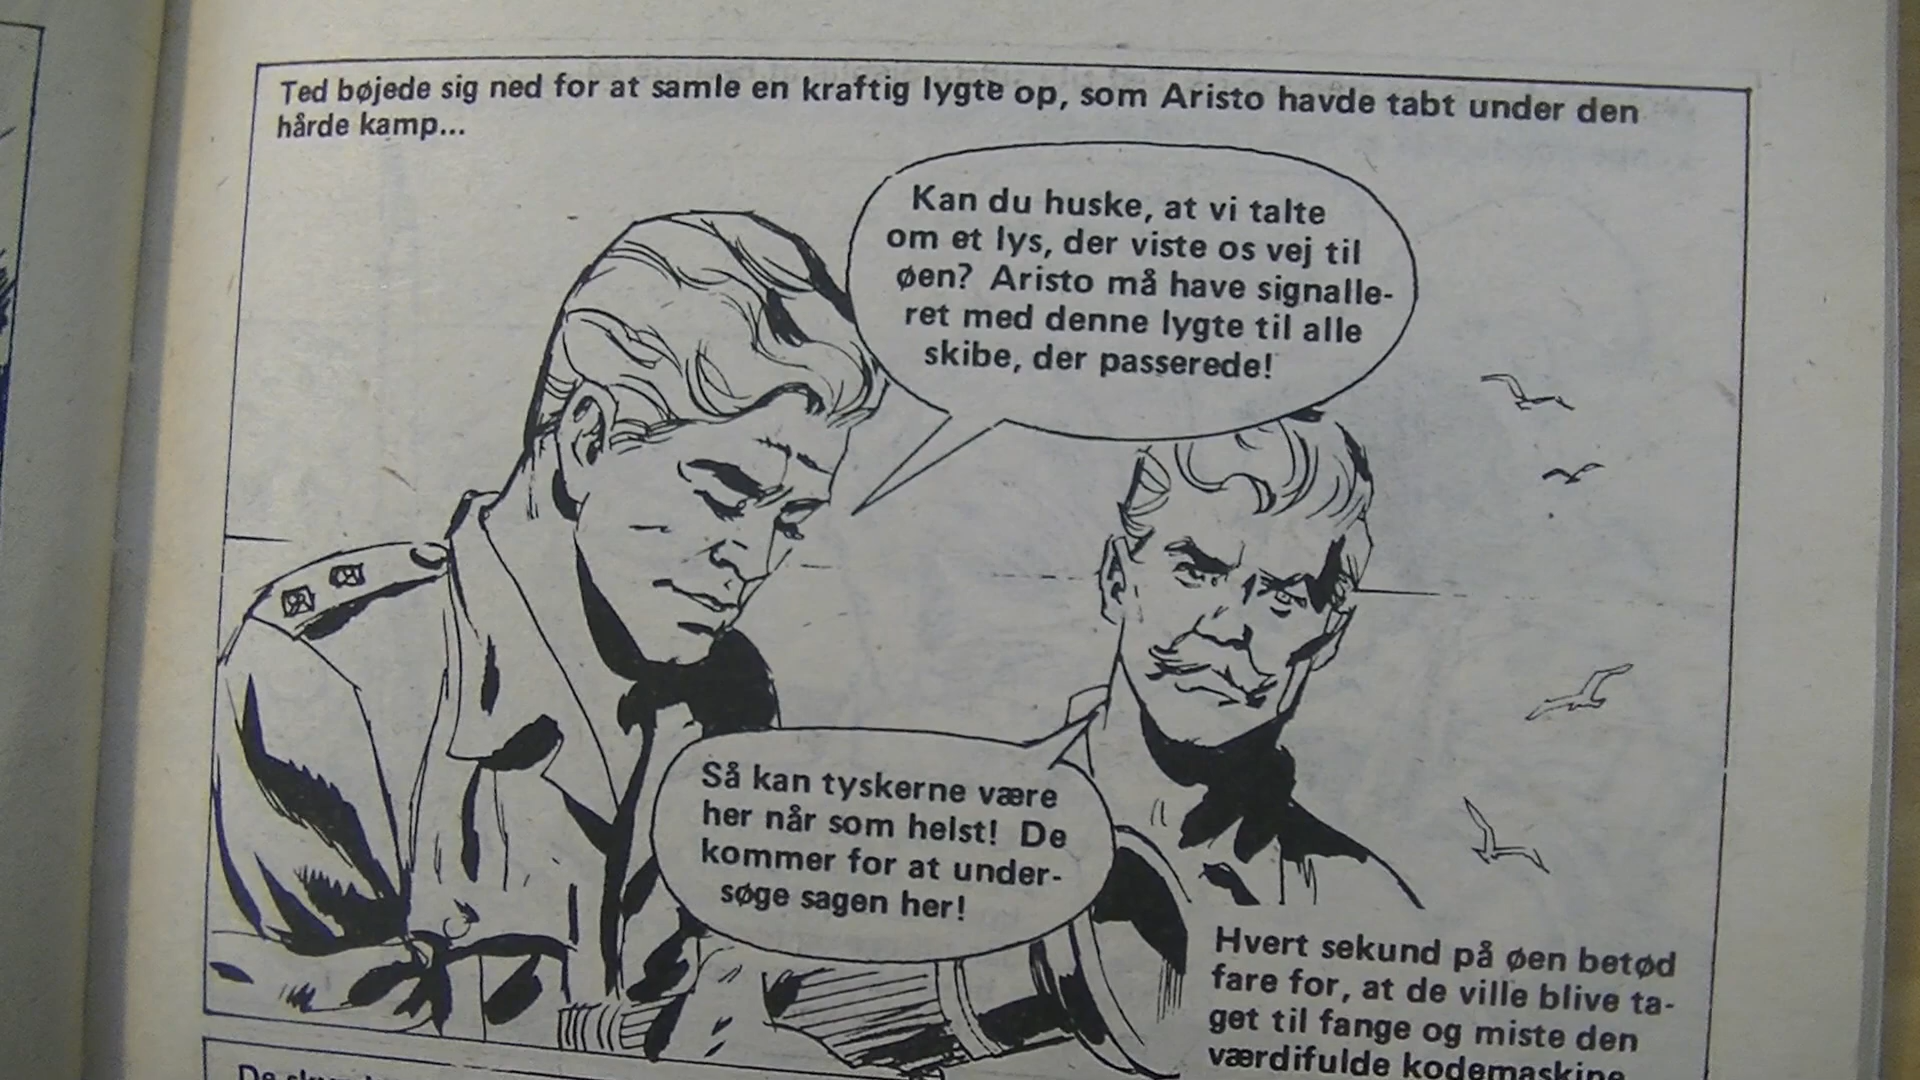 Ted bøjede sig ned for at samle en kraftig lygte op, som Aristo havde tabt under den
hårde kamp...
Kan du huske, at vi talte
om et lys, der viste os vej til
øen? Aristo må have signalle-
ret med denne lygte til alle
skibe, der passerede!
Så kan tyskerne være
her når som helst! De
kommer for at under-
søge sagen her!
Hvert sekund på øen betød
fare for, at de ville blive ta-
get til fange og miste den
værdifulde kodemaskine
De